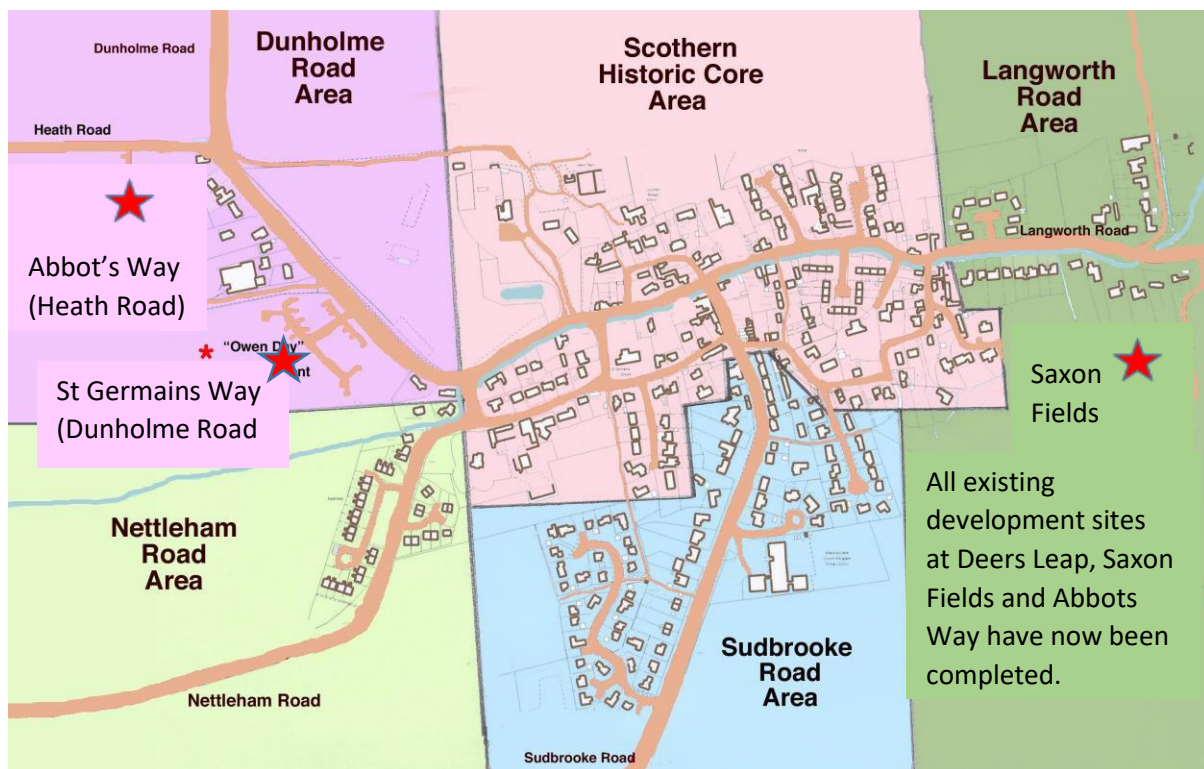 Dunholme Road
Dunholme
Road
Area
Scothern
Historic Core
Area
Langworth
Road
Area
Heath Road
Langworth Road
Abbot's Way
(Heath Road)
* "Owen Day"
St Germains Way
(Dunholme Road
Saxon
Fields
All existing
development sites
at Deers Leap, Saxon
Fields and Abbots
Way have now been
completed.
Nettleham
Road
Area
Nettleham Road
Sudbrooke
Road
Area
Sudbrooke Road